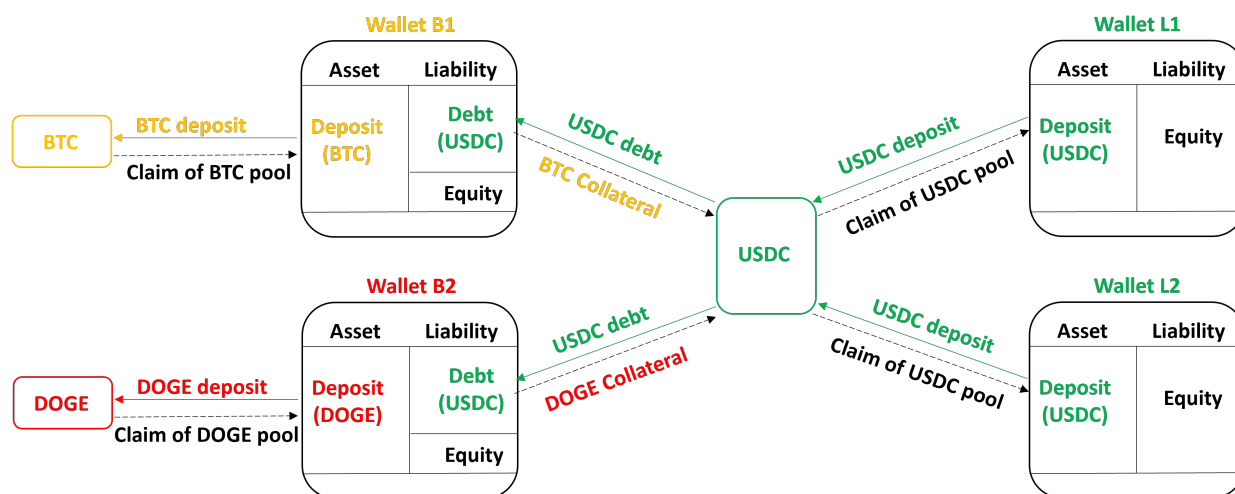 Wallet B1
Asset
Liability
BTC
BTC deposit
Claim of BTC pool
Deposit
(BTC)
Debt
(USDC)
Equity
USDC debt
BTC Collateral
Wallet B2
Asset
Liability
DOGE
DOGE deposit
Claim of DOGE pool
Deposit
(DOGE)
Debt
(USDC)
Equity
USDC debt
DOGE Collateral
USDC
Wallet L1
Asset
Liability
USDC deposit
Claim of USDC pool
Deposit
(USDC)
Equity
Wallet L2
Asset
Liability
USDC deposit
Claim of USDC pool
Deposit
(USDC)
Equity